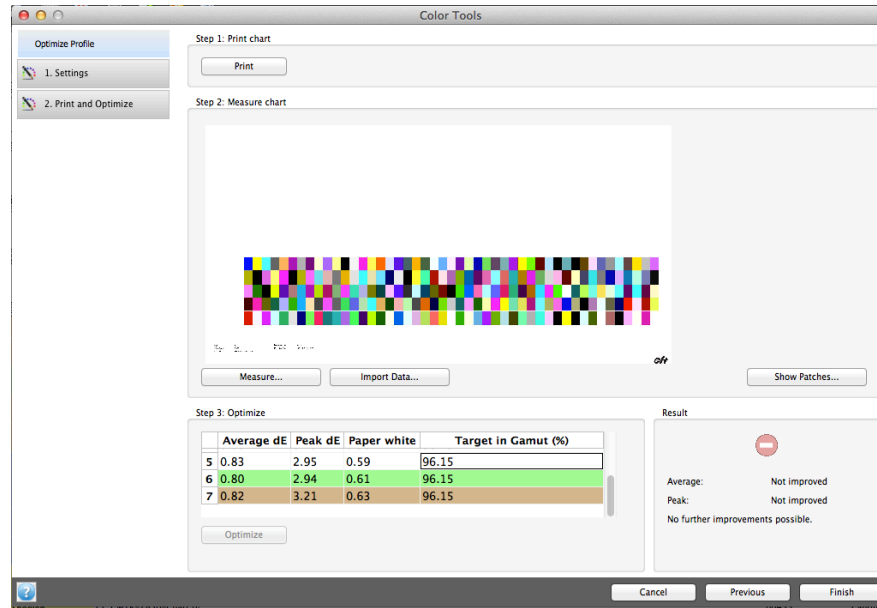 Color Tools
Optimize Profile
1. Settings
2. Print and Optimize
Step 1: Print chart
Print
Step 2: Measure chart
Measure...
Import Data...
Show Patches...
Step 3: Optimize
Average dE Peak dE Paper white Target in Gamut (%)
5 0.83 2.95 0.59 96.15
6 0.80 2.94 0.61 96.15
7 0.82 3.21 0.63 96.15
Optimize
Result
Average: Not improved
Peak: Not improved
No further improvements possible.
?
Cancel
Previous
Finish